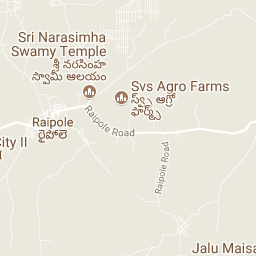 Sri Narasimha
Swamy Temple
శ్రీ నరసింహ
స్వామీ ఆలయం
Svs Agro Farms
స్వ్స్ ఆగ్రో
ఫార్మ్స్
Raipole Road
Raipole
రైపోలె
City II
Raipole Road
Jalu Maisa